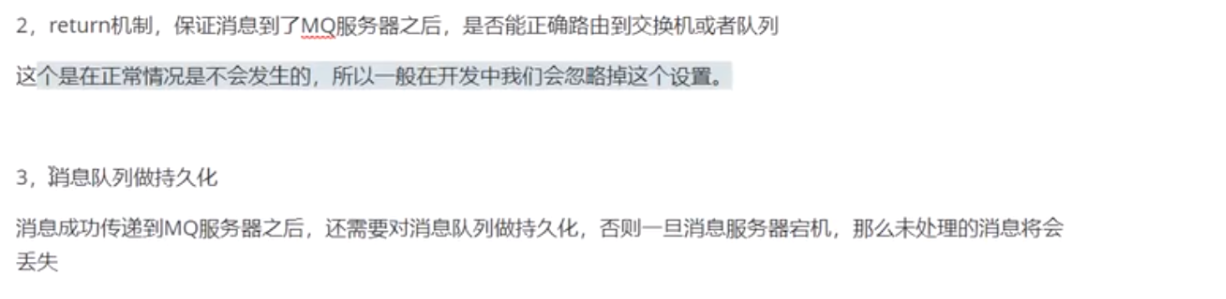 2，return机制，保证消息到了MQ服务器之后，是否能正确路由到交换机或者队列
这个是在正常情况是不会发生的，所以一般在开发中我们会忽略掉这个设置。
3，消息队列做持久化
消息成功传递到MQ服务器之后，还需要对消息队列做持久化，否则一旦消息服务器宕机，那么未处理的消息将会
丢失